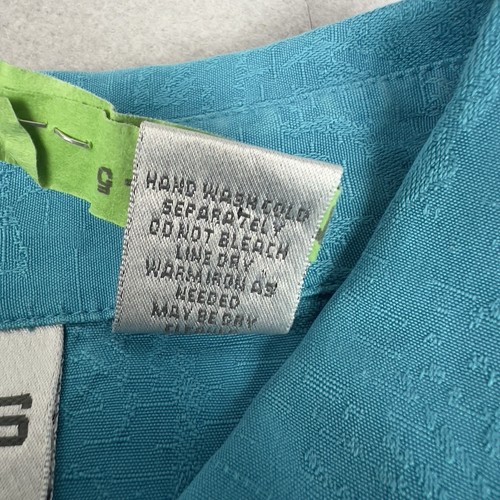 HAND WASH COLD
SEPARATELY
DO NOT BLEACH
LINE DRY
WARM IRON AS
NEEDED
MAY BE DRY
S